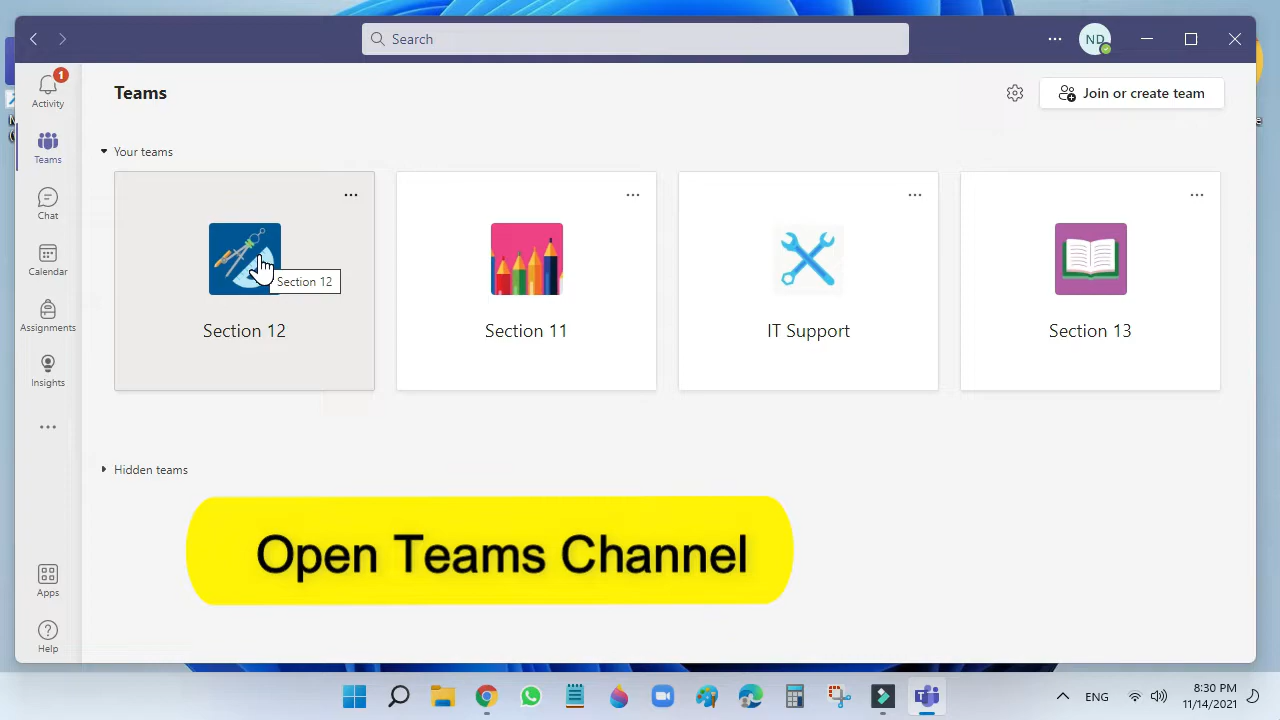 Search
ND
1
Activity
Teams
Chat
Calendar
Assignments
Insights
Apps
Help
Teams
Join or create team
Your teams
Section 12
Section 12
Section 11
IT Support
Section 13
Hidden teams
Open Teams Channel
ENG
8:30 PM
11/14/2021